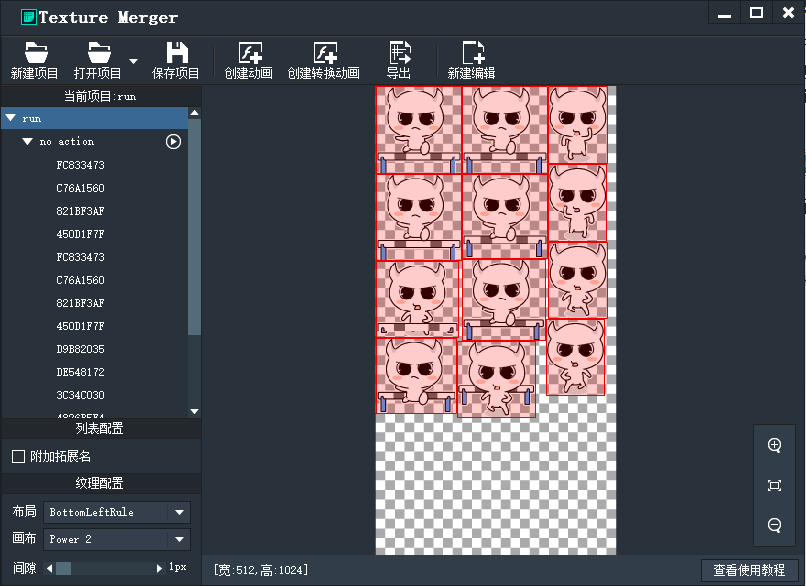 Texture Merger
新建项目 打开项目 保存项目 创建动画 创建转换动画 导出 新建编辑
当前项目:run
run
no action
FC833473
C76A1560
821BF3AF
450D1F7F
FC833473
C76A1560
821BF3AF
450D1F7F
D9B82035
DE548172
3C34C030
列表配置
附加拓展名
纹理配置
布局 BottomLeftRule
画布 Power 2
间隙 1px
[宽:512,高:1024]
查看使用教程